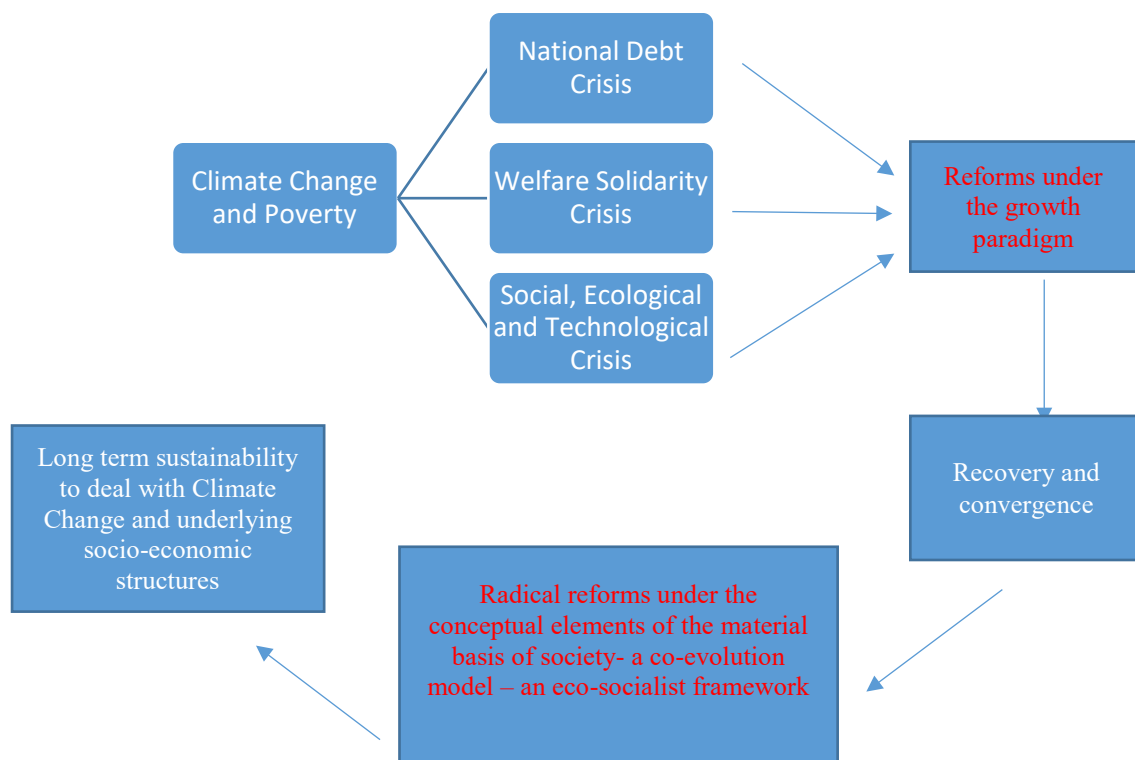 National Debt
Crisis
Climate Change
and Poverty
Welfare Solidarity
Crisis
Social, Ecological
and Technological
Crisis
Reforms under
the growth
paradigm
Recovery and
convergence
Radical reforms under the
conceptual elements of the material
basis of society- a co-evolution
model – an eco-socialist framework
Long term sustainability
to deal with Climate
Change and underlying
socio-economic
structures